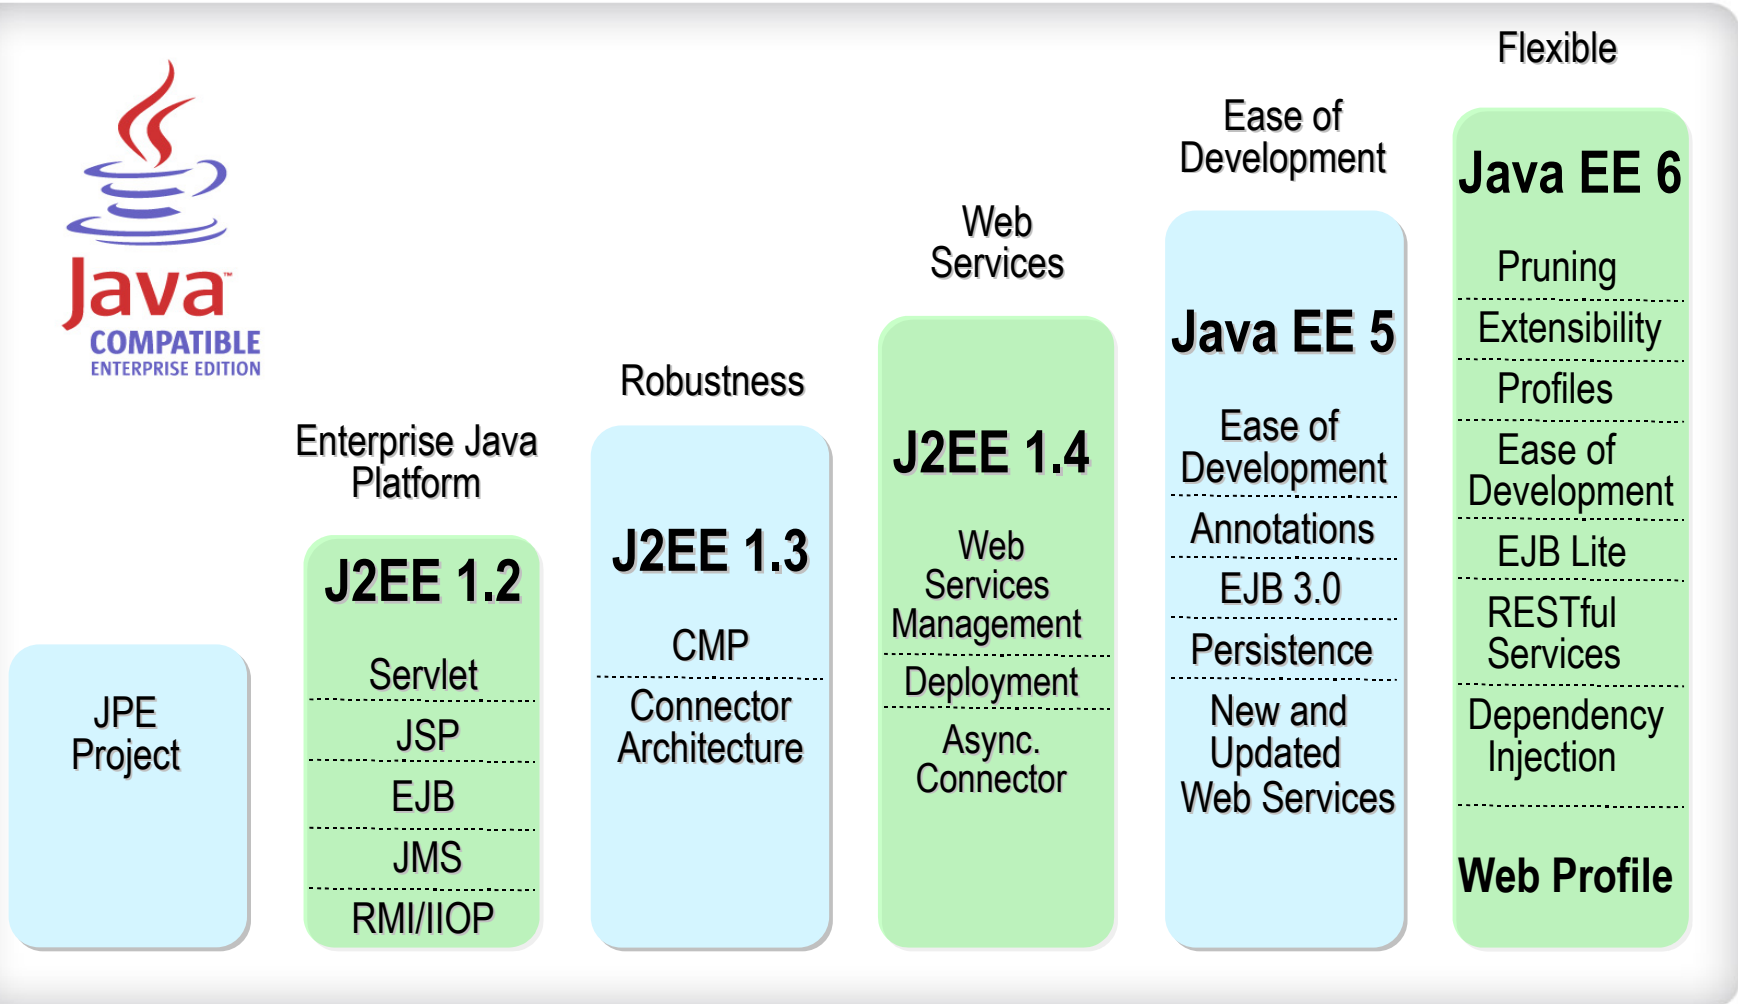 Java™
COMPATIBLE
ENTERPRISE EDITION
JPE
Project
Enterprise Java
Platform
J2EE 1.2
Servlet
JSP
EJB
JMS
RMI/IIOP
Robustness
J2EE 1.3
CMP
Connector
Architecture
Web
Services
J2EE 1.4
Web
Services
Management
Deployment
Async.
Connector
Ease of
Development
Java EE 5
Ease of
Development
Annotations
EJB 3.0
Persistence
New and
Updated
Web Services
Flexible
Java EE 6
Pruning
Extensibility
Profiles
Ease of
Development
EJB Lite
RESTful
Services
Dependency
Injection
Web Profile